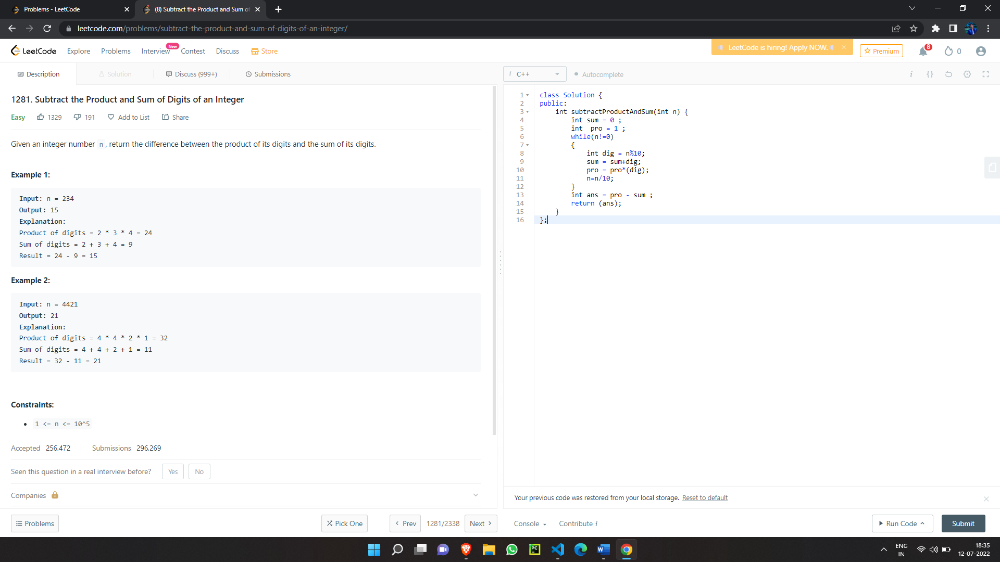 Problems - LeetCode
(8) Subtract the Product and Sum of
leetcode.com/problems/subtract-the-product-and-sum-of-digits-of-an-integer/
LeetCode Explore Problems Interview New Contest Discuss Store
LeetCode is hiring! Apply NOW.
Premium 8 0
Description Solution Discuss (999+) Submissions
i C++ Autocomplete i {}
1281. Subtract the Product and Sum of Digits of an Integer
Easy 1329 191 Add to List Share
Given an integer number n, return the difference between the product of its digits and the sum of its digits.
Example 1:
Input: n = 234
Output: 15
Explanation:
Product of digits = 2 * 3 * 4 = 24
Sum of digits = 2 + 3 + 4 = 9
Result = 24 - 9 = 15
Example 2:
Input: n = 4421
Output: 21
Explanation:
Product of digits = 4 * 4 * 2 * 1 = 32
Sum of digits = 4 + 4 + 2 + 1 = 11
Result = 32 - 11 = 21
Constraints:
• 1 <= n <= 10^5
Accepted 256,472 Submissions 296,269
Seen this question in a real interview before? Yes No
Companies
1 class Solution {
2 public:
3     int subtractProductAndSum(int n) {
4         int sum = 0 ;
5         int  pro = 1 ;
6         while(n!=0)
7         {
8             int dig = n%10;
9             sum = sum+dig;
10             pro = pro*(dig);
11             n=n/10;
12         }
13         int ans = pro - sum ;
14         return (ans);
15     }
16 };
Your previous code was restored from your local storage. Reset to default
Problems Pick One Prev 1281/2338 Next Console Contribute i Run Code Submit
PC
W
ENG
IN
18:35
12-07-2022